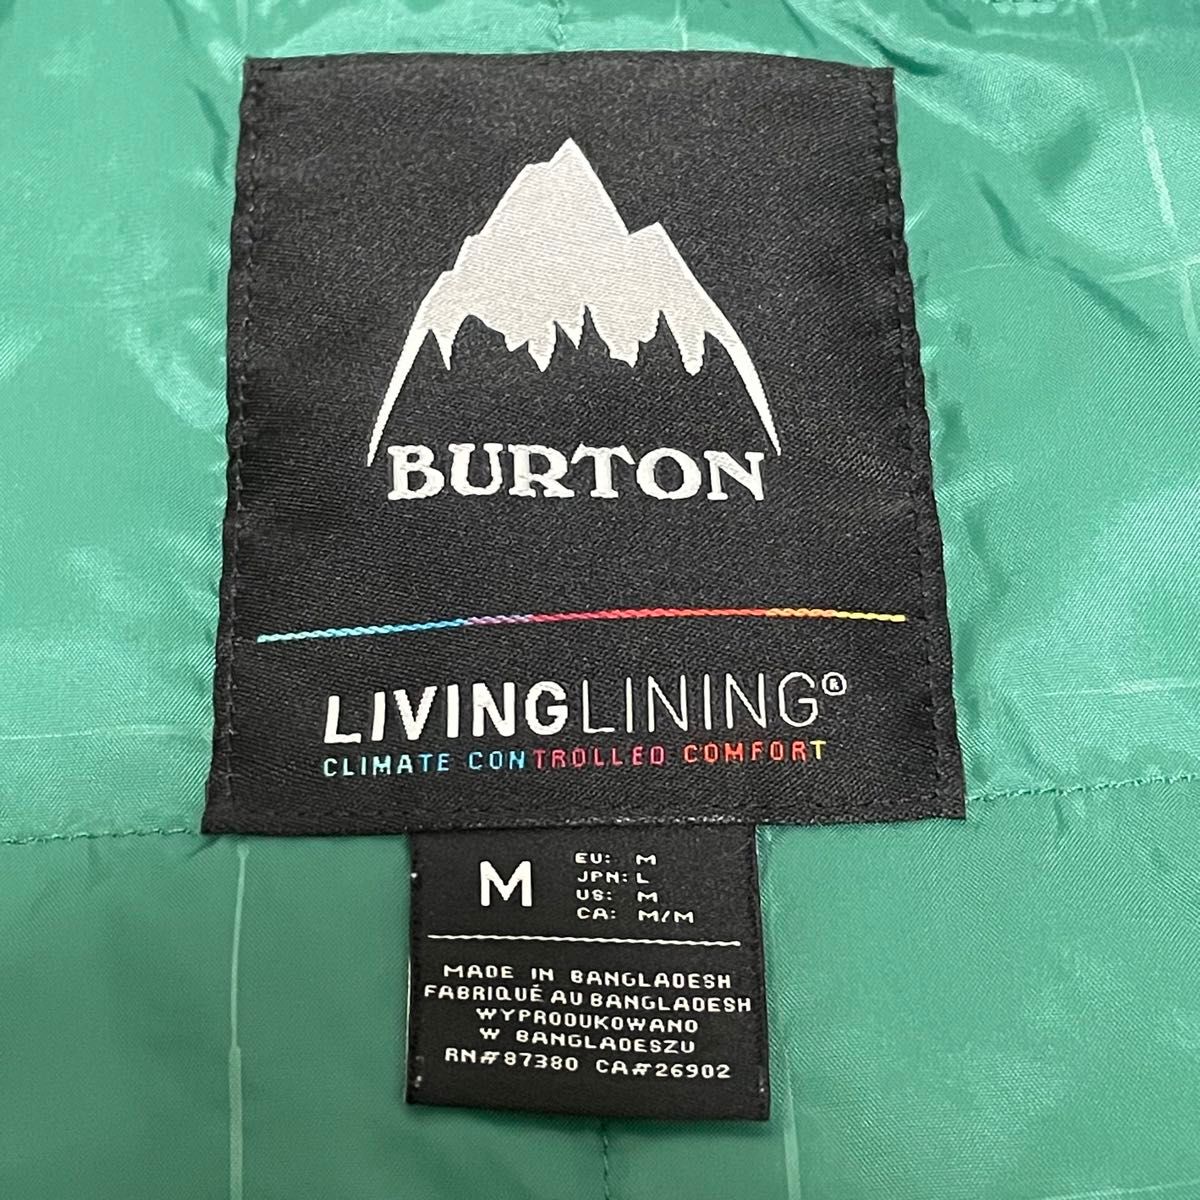 BURTON
LIVINGLINING®
CLIMATE CONTROLLED COMFORT
M
EU: M
JPN: L
US: M
CA: M/M
MADE IN BANGLADESH
FABRIQUÉ AU BANGLADESH
WYPRODUKOWANO
W BANGLADESZU
RN#87380 CA#26902